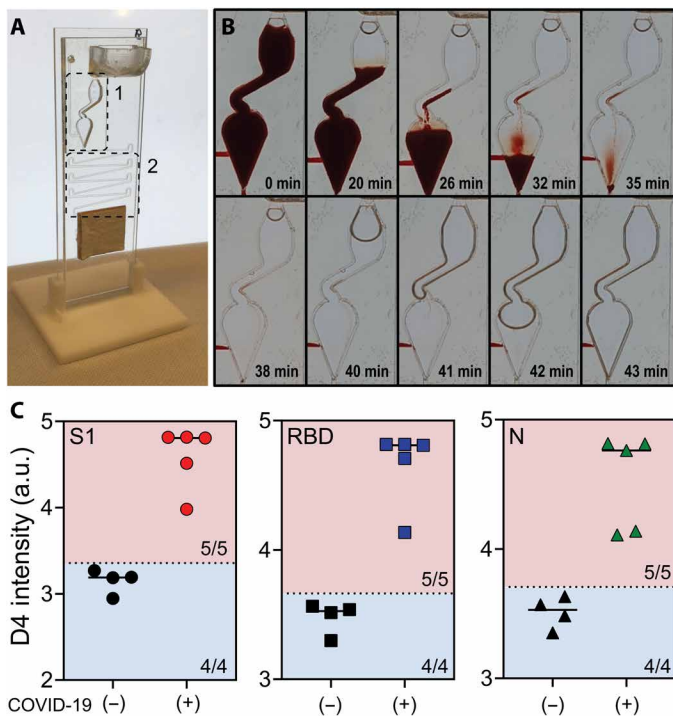 A
1
2
B
0 min
20 min
26 min
32 min
35 min
38 min
40 min
41 min
42 min
43 min
C
D4 intensity (a.u.)
5
4
3
2
S1
5/5
4/4
5
4
3
RBD
5/5
4/4
5
4
3
N
5/5
4/4
COVID-19 (–) (+) (–) (+) (–) (+)